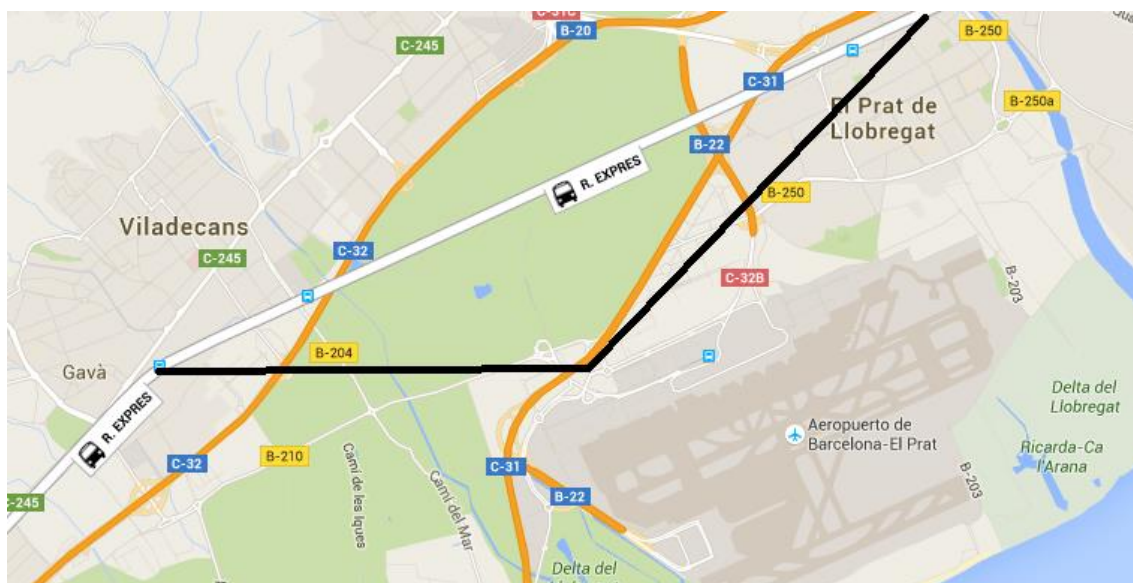 C-31C
B-20
C-245
B-250
C-31
B-250a
El Prat de
Llobregat
B-22
R. EXPRES
B-250
Viladecans
C-32
C-245
C-32B
B-203
B-204
Gavà
R. EXPRES
Delta del
Llobregat
Aeropuerto de
Barcelona-El Prat
Ricarda-Ca
l'Arana
C-32
B-210
C-31
B-203
Camí de les Iques
Camí del Mar
B-22
C-245
Delta del